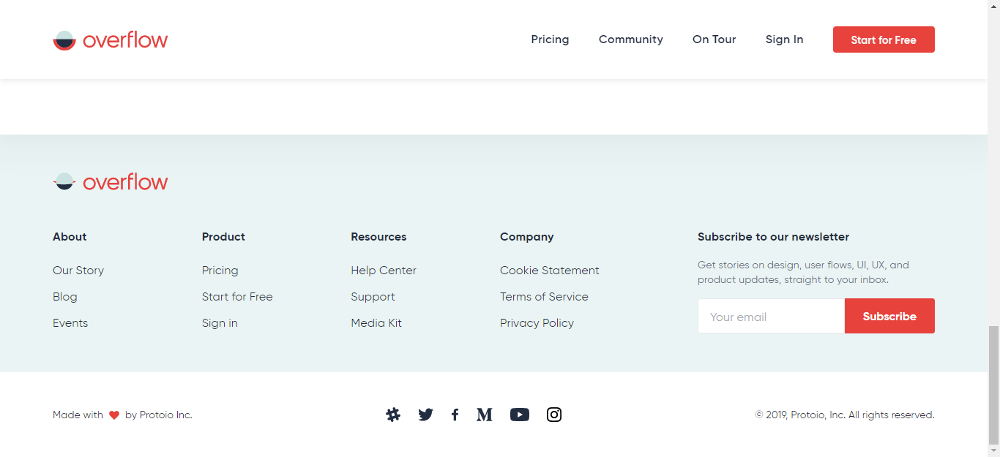 overflow
Pricing
Community
On Tour
Sign In
Start for Free
overflow
About
Our Story
Blog
Events
Product
Pricing
Start for Free
Sign in
Resources
Help Center
Support
Media Kit
Company
Cookie Statement
Terms of Service
Privacy Policy
Subscribe to our newsletter
Get stories on design, user flows, UI, UX, and
product updates, straight to your inbox.
Your email
Subscribe
Made with ❤ by Protoio Inc.
© 2019, Protoio, Inc. All rights reserved.